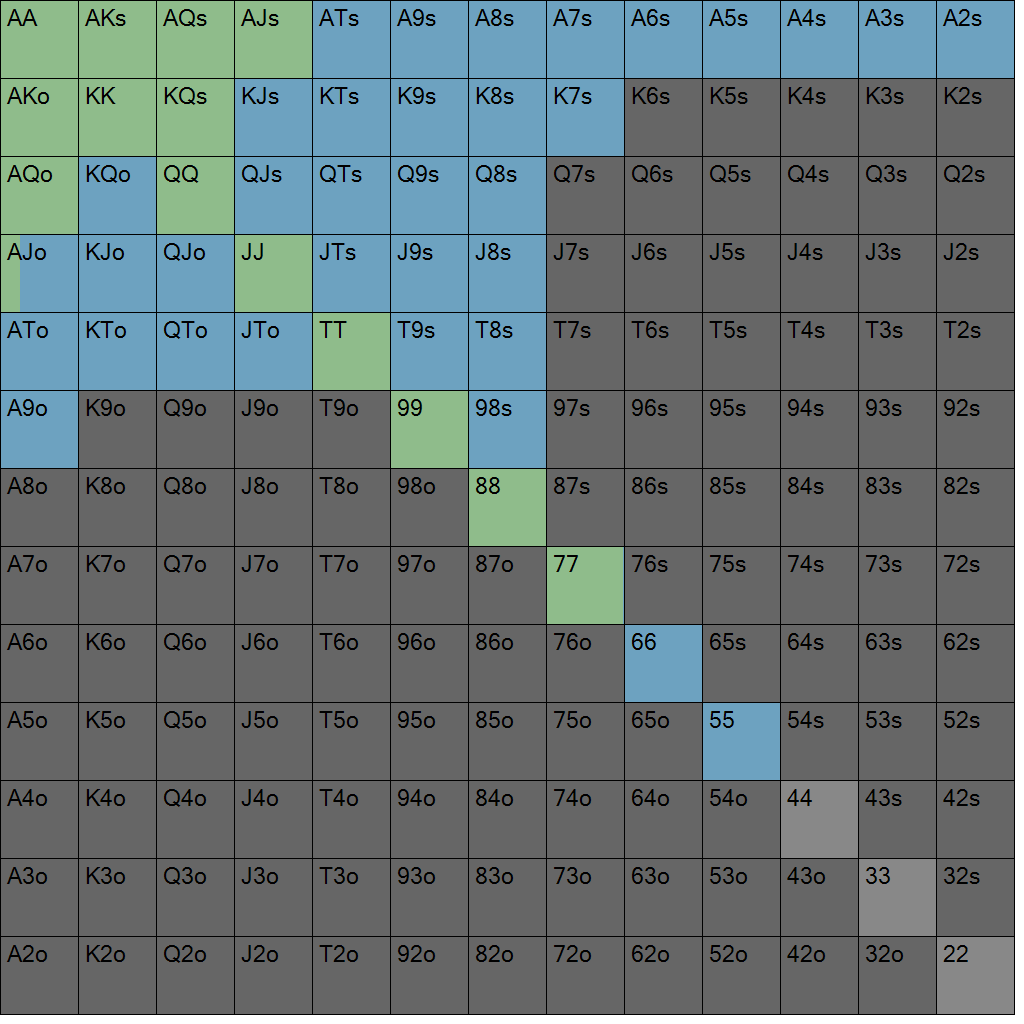 AA AKs AQs AJs ATs A9s A8s A7s A6s A5s A4s A3s A2s
AKo KK KQs KJs KTs K9s K8s K7s K6s K5s K4s K3s K2s
AQo KQo QQ QJs QTs Q9s Q8s Q7s Q6s Q5s Q4s Q3s Q2s
AJo KJo QJo JJ JTs J9s J8s J7s J6s J5s J4s J3s J2s
ATo KTo QTo JTo TT T9s T8s T7s T6s T5s T4s T3s T2s
A9o K9o Q9o J9o T9o 99 98s 97s 96s 95s 94s 93s 92s
A8o K8o Q8o J8o T8o 98o 88 87s 86s 85s 84s 83s 82s
A7o K7o Q7o J7o T7o 97o 87o 77 76s 75s 74s 73s 72s
A6o K6o Q6o J6o T6o 96o 86o 76o 66 65s 64s 63s 62s
A5o K5o Q5o J5o T5o 95o 85o 75o 65o 55 54s 53s 52s
A4o K4o Q4o J4o T4o 94o 84o 74o 64o 54o 44 43s 42s
A3o K3o Q3o J3o T3o 93o 83o 73o 63o 53o 43o 33 32s
A2o K2o Q2o J2o T2o 92o 82o 72o 62o 52o 42o 32o 22